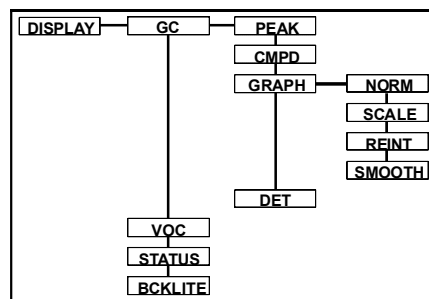 DISPLAY GC PEAK
CMPD
GRAPH NORM
SCALE
REINT
SMOOTH
DET
VOC
STATUS
BCKLITE